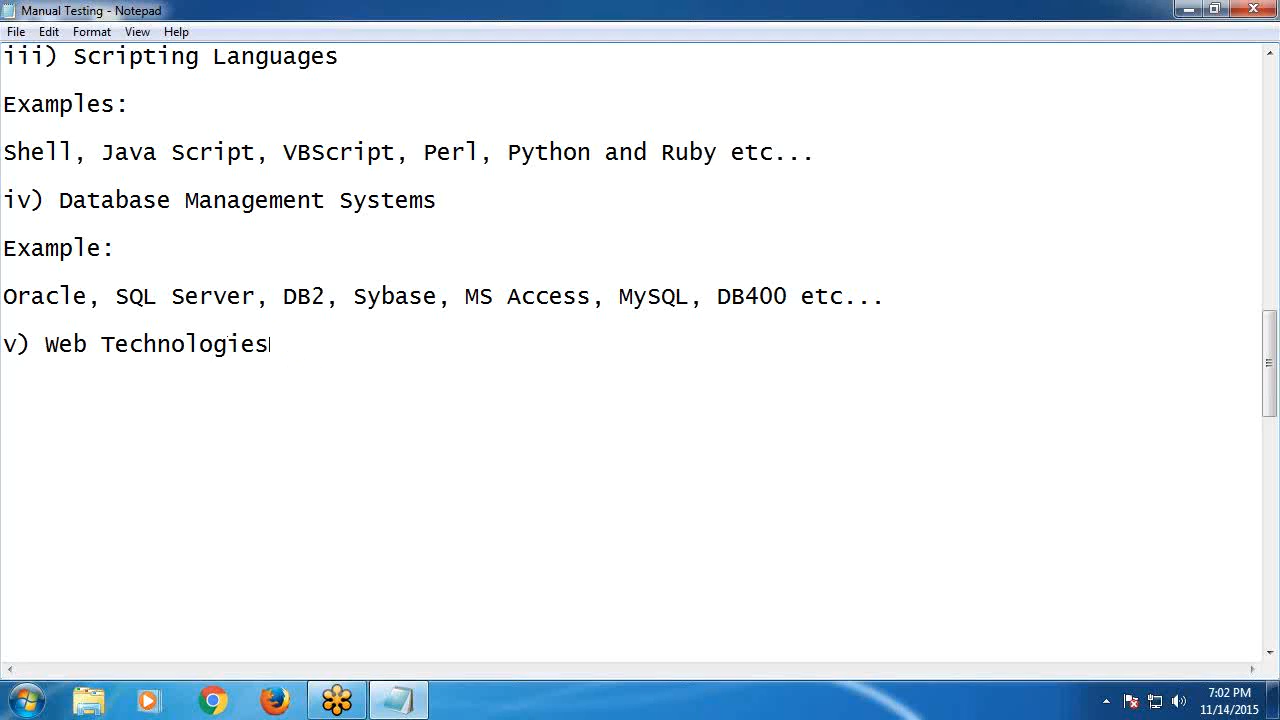 Manual Testing - Notepad
File Edit Format View Help
iii) Scripting Languages
Examples:
Shell, Java Script, VBScript, Perl, Python and Ruby etc...
iv) Database Management Systems
Example:
Oracle, SQL Server, DB2, Sybase, MS Access, MySQL, DB400 etc...
v) Web Technologies
7:02 PM
11/14/2015